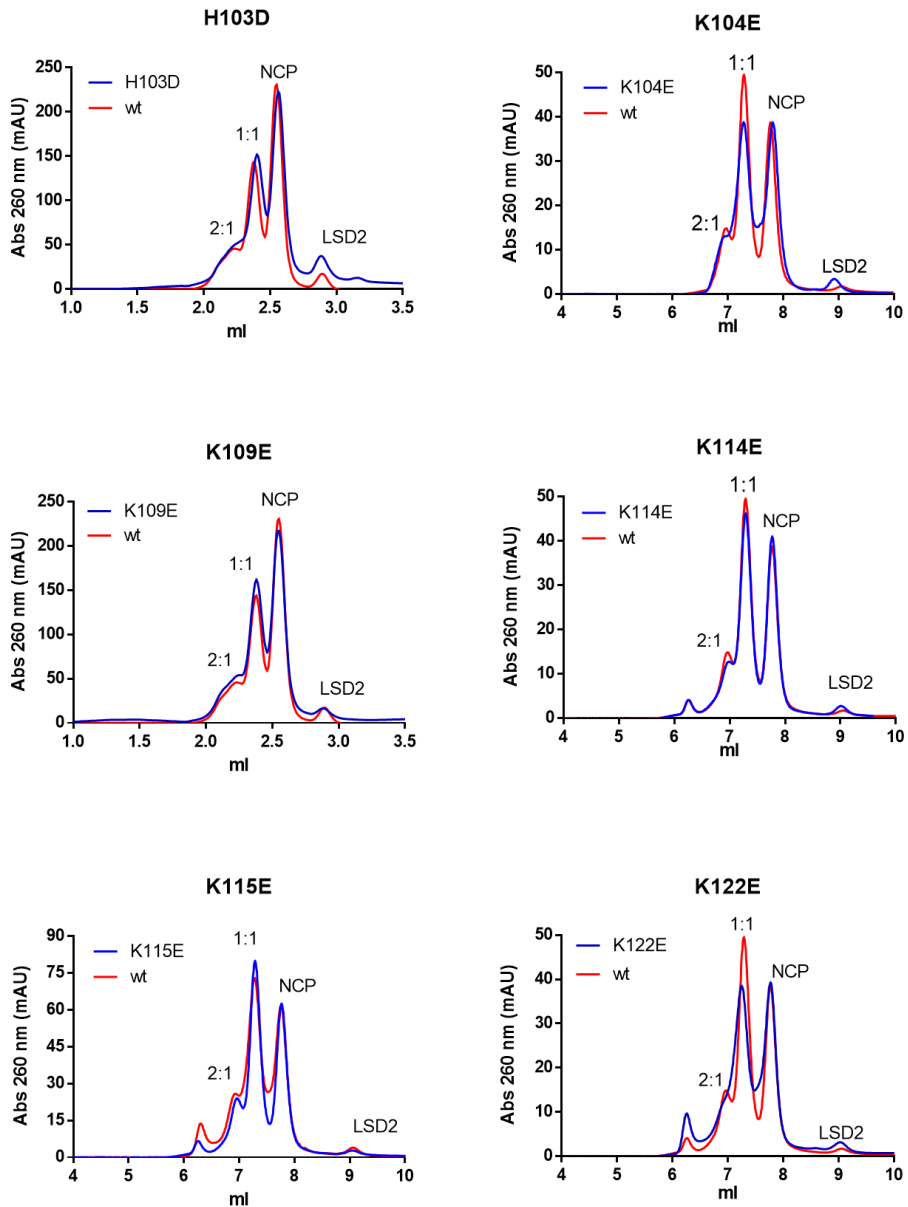 H103D
Abs 260 nm (mAU)
250
200
150
100
50
0
H103D
wt
NCP
1:1
2:1
LSD2
1.0 1.5 2.0 2.5 3.0 3.5
ml
K104E
Abs 260 nm (mAU)
50
40
30
20
10
0
K104E
wt
1:1
NCP
2:1
LSD2
4 5 6 7 8 9 10
ml
K109E
Abs 260 nm (mAU)
250
200
150
100
50
0
K109E
wt
NCP
1:1
2:1
LSD2
1.0 1.5 2.0 2.5 3.0 3.5
ml
K114E
Abs 260 nm (mAU)
50
40
30
20
10
0
K114E
wt
1:1
NCP
2:1
LSD2
4 5 6 7 8 9 10
ml
K115E
Abs 260 nm (mAU)
90
75
60
45
30
15
0
K115E
wt
1:1
NCP
2:1
LSD2
4 5 6 7 8 9 10
ml
K122E
Abs 260 nm (mAU)
50
40
30
20
10
0
K122E
wt
1:1
NCP
2:1
LSD2
4 5 6 7 8 9 10
ml